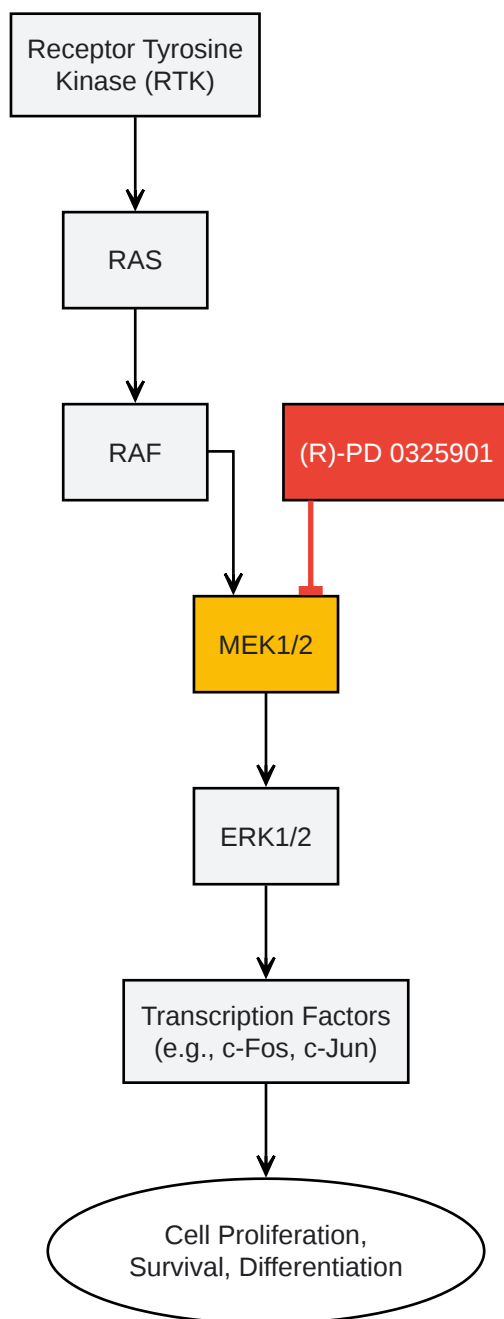 Receptor Tyrosine
Kinase (RTK)
RAS
RAF
(R)-PD 0325901
MEK1/2
ERK1/2
Transcription Factors
(e.g., c-Fos, c-Jun)
Cell Proliferation,
Survival, Differentiation